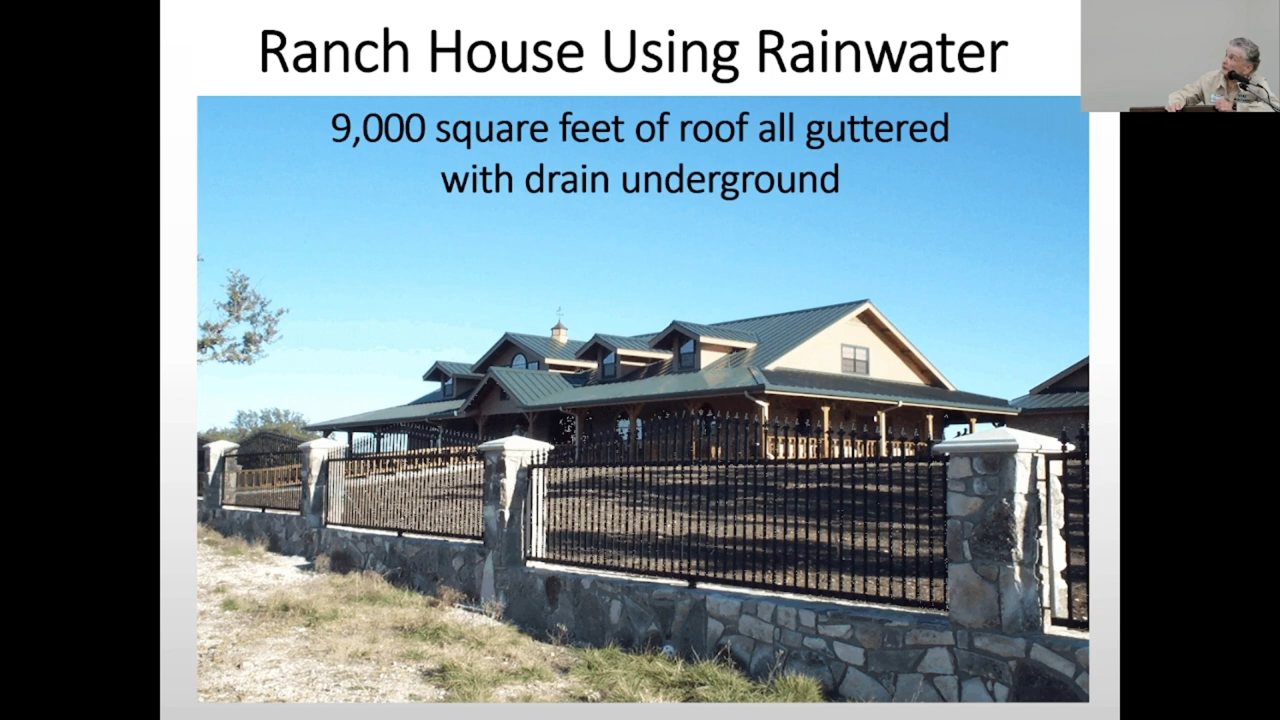 Ranch House Using Rainwater
9,000 square feet of roof all guttered
with drain underground